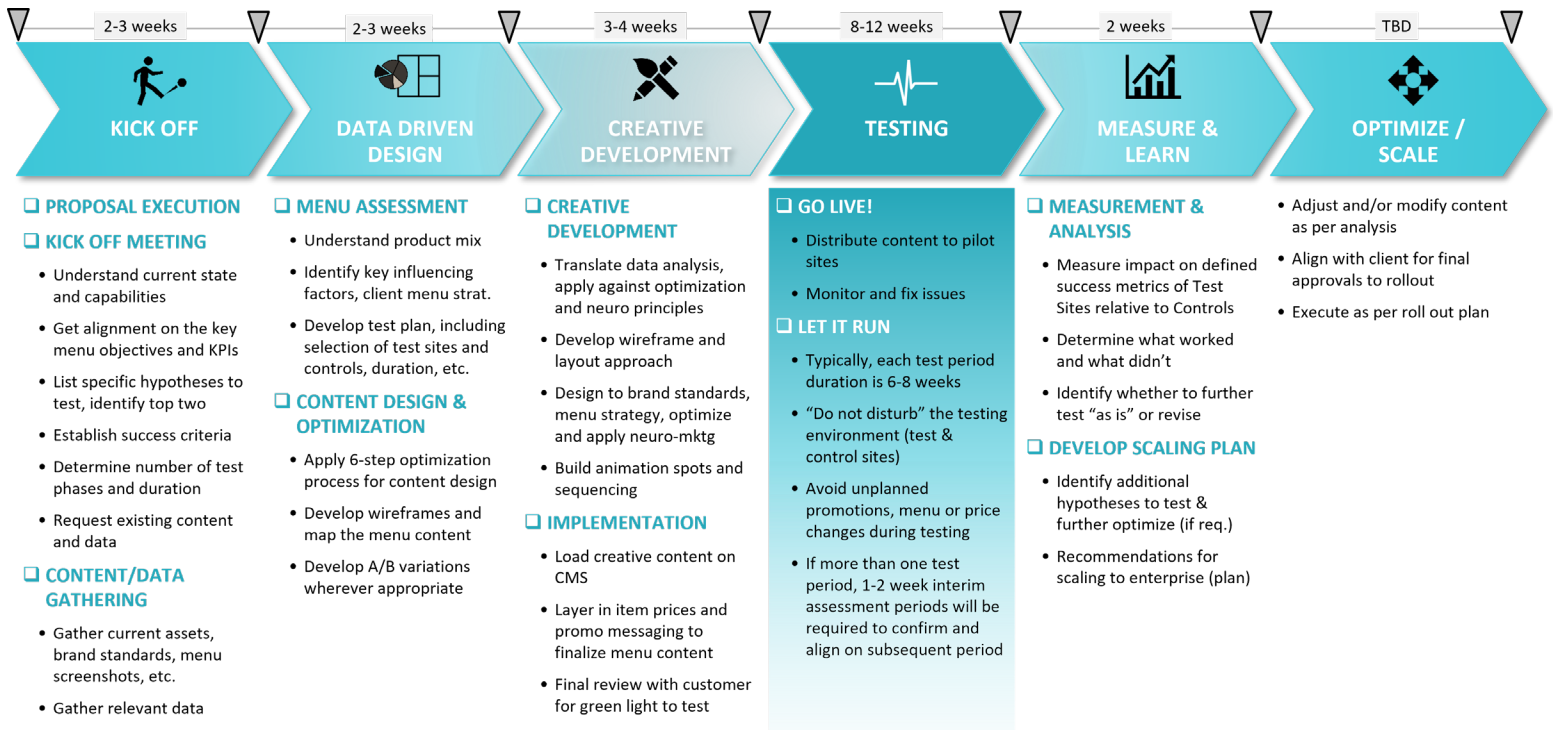 2-3 weeks
2-3 weeks
3-4 weeks
8-12 weeks
2 weeks
TBD
KICK OFF
DATA DRIVEN
DESIGN
CREATIVE
DEVELOPMENT
TESTING
MEASURE &
LEARN
OPTIMIZE /
SCALE
❑ PROPOSAL EXECUTION
❑ KICK OFF MEETING
• Understand current state
and capabilities
• Get alignment on the key
menu objectives and KPIs
• List specific hypotheses to
test, identify top two
• Establish success criteria
• Determine number of test
phases and duration
• Request existing content
and data
❑ CONTENT/DATA
GATHERING
• Gather current assets,
brand standards, menu
screenshots, etc.
• Gather relevant data
❑ MENU ASSESSMENT
• Understand product mix
• Identify key influencing
factors, client menu strat.
• Develop test plan, including
selection of test sites and
controls, duration, etc.
❑ CONTENT DESIGN &
OPTIMIZATION
• Apply 6-step optimization
process for content design
• Develop wireframes and
map the menu content
• Develop A/B variations
wherever appropriate
❑ CREATIVE
DEVELOPMENT
• Translate data analysis,
apply against optimization
and neuro principles
• Develop wireframe and
layout approach
• Design to brand standards,
menu strategy, optimize
and apply neuro-mktg
• Build animation spots and
sequencing
❑ IMPLEMENTATION
• Load creative content on
CMS
• Layer in item prices and
promo messaging to
finalize menu content
• Final review with customer
for green light to test
❑ GO LIVE!
• Distribute content to pilot
sites
• Monitor and fix issues
❑ LET IT RUN
• Typically, each test period
duration is 6-8 weeks
• “Do not disturb” the testing
environment (test &
control sites)
• Avoid unplanned
promotions, menu or price
changes during testing
• If more than one test
period, 1-2 week interim
assessment periods will be
required to confirm and
align on subsequent period
❑ MEASUREMENT &
ANALYSIS
• Measure impact on defined
success metrics of Test
Sites relative to Controls
• Determine what worked
and what didn’t
• Identify whether to further
test “as is” or revise
❑ DEVELOP SCALING PLAN
• Identify additional
hypotheses to test &
further optimize (if req.)
• Recommendations for
scaling to enterprise (plan)
• Adjust and/or modify content
as per analysis
• Align with client for final
approvals to rollout
• Execute as per roll out plan